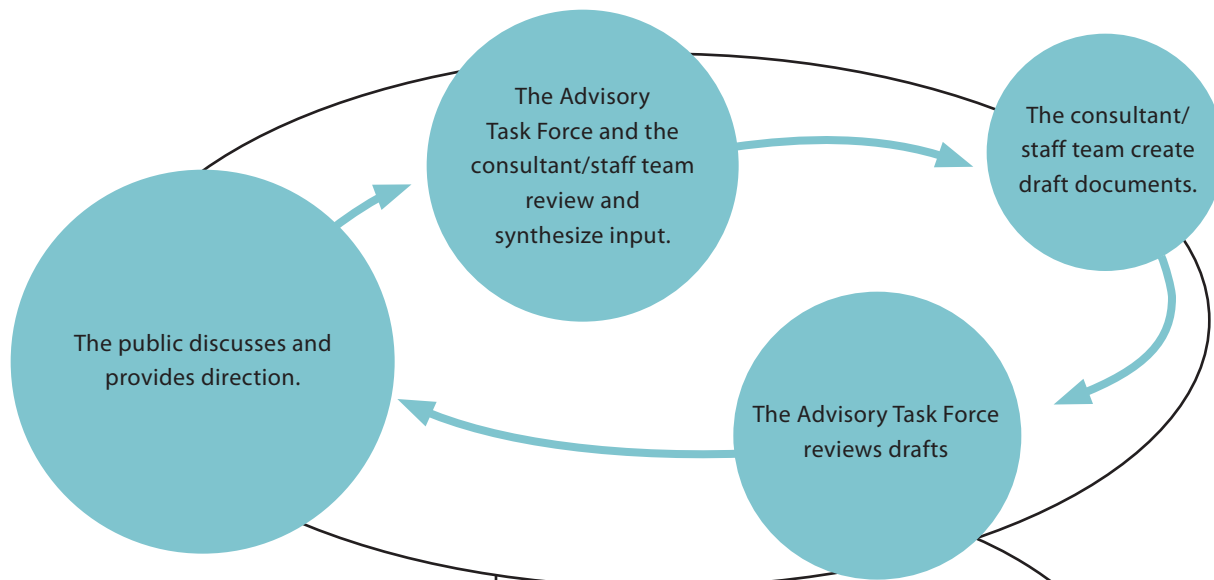 The Advisory
Task Force and the
consultant/staff team
review and
synthesize input.
The consultant/
staff team create
draft documents.
The public discusses and
provides direction.
The Advisory Task Force
reviews drafts